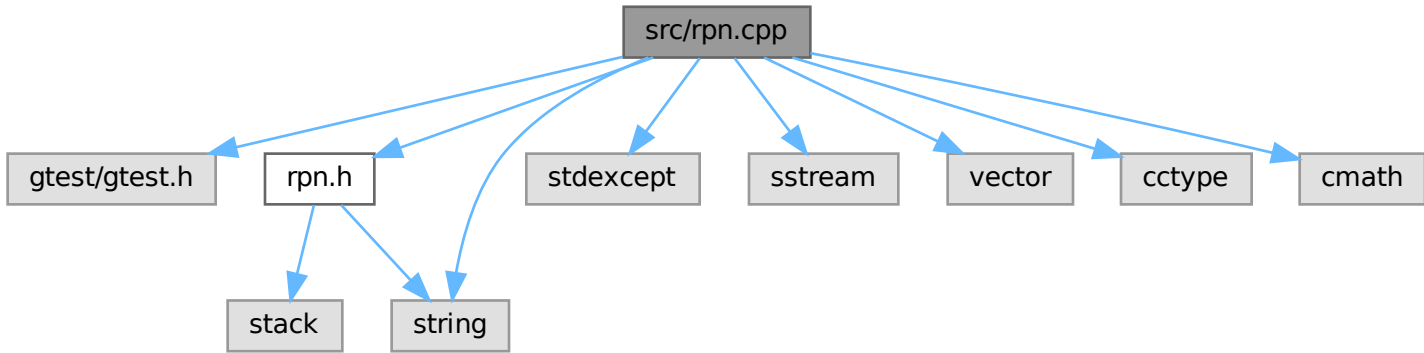 src/rpn.cpp
gtest/gtest.h
rpn.h
stdexcept
sstream
vector
cctype
cmath
stack
string